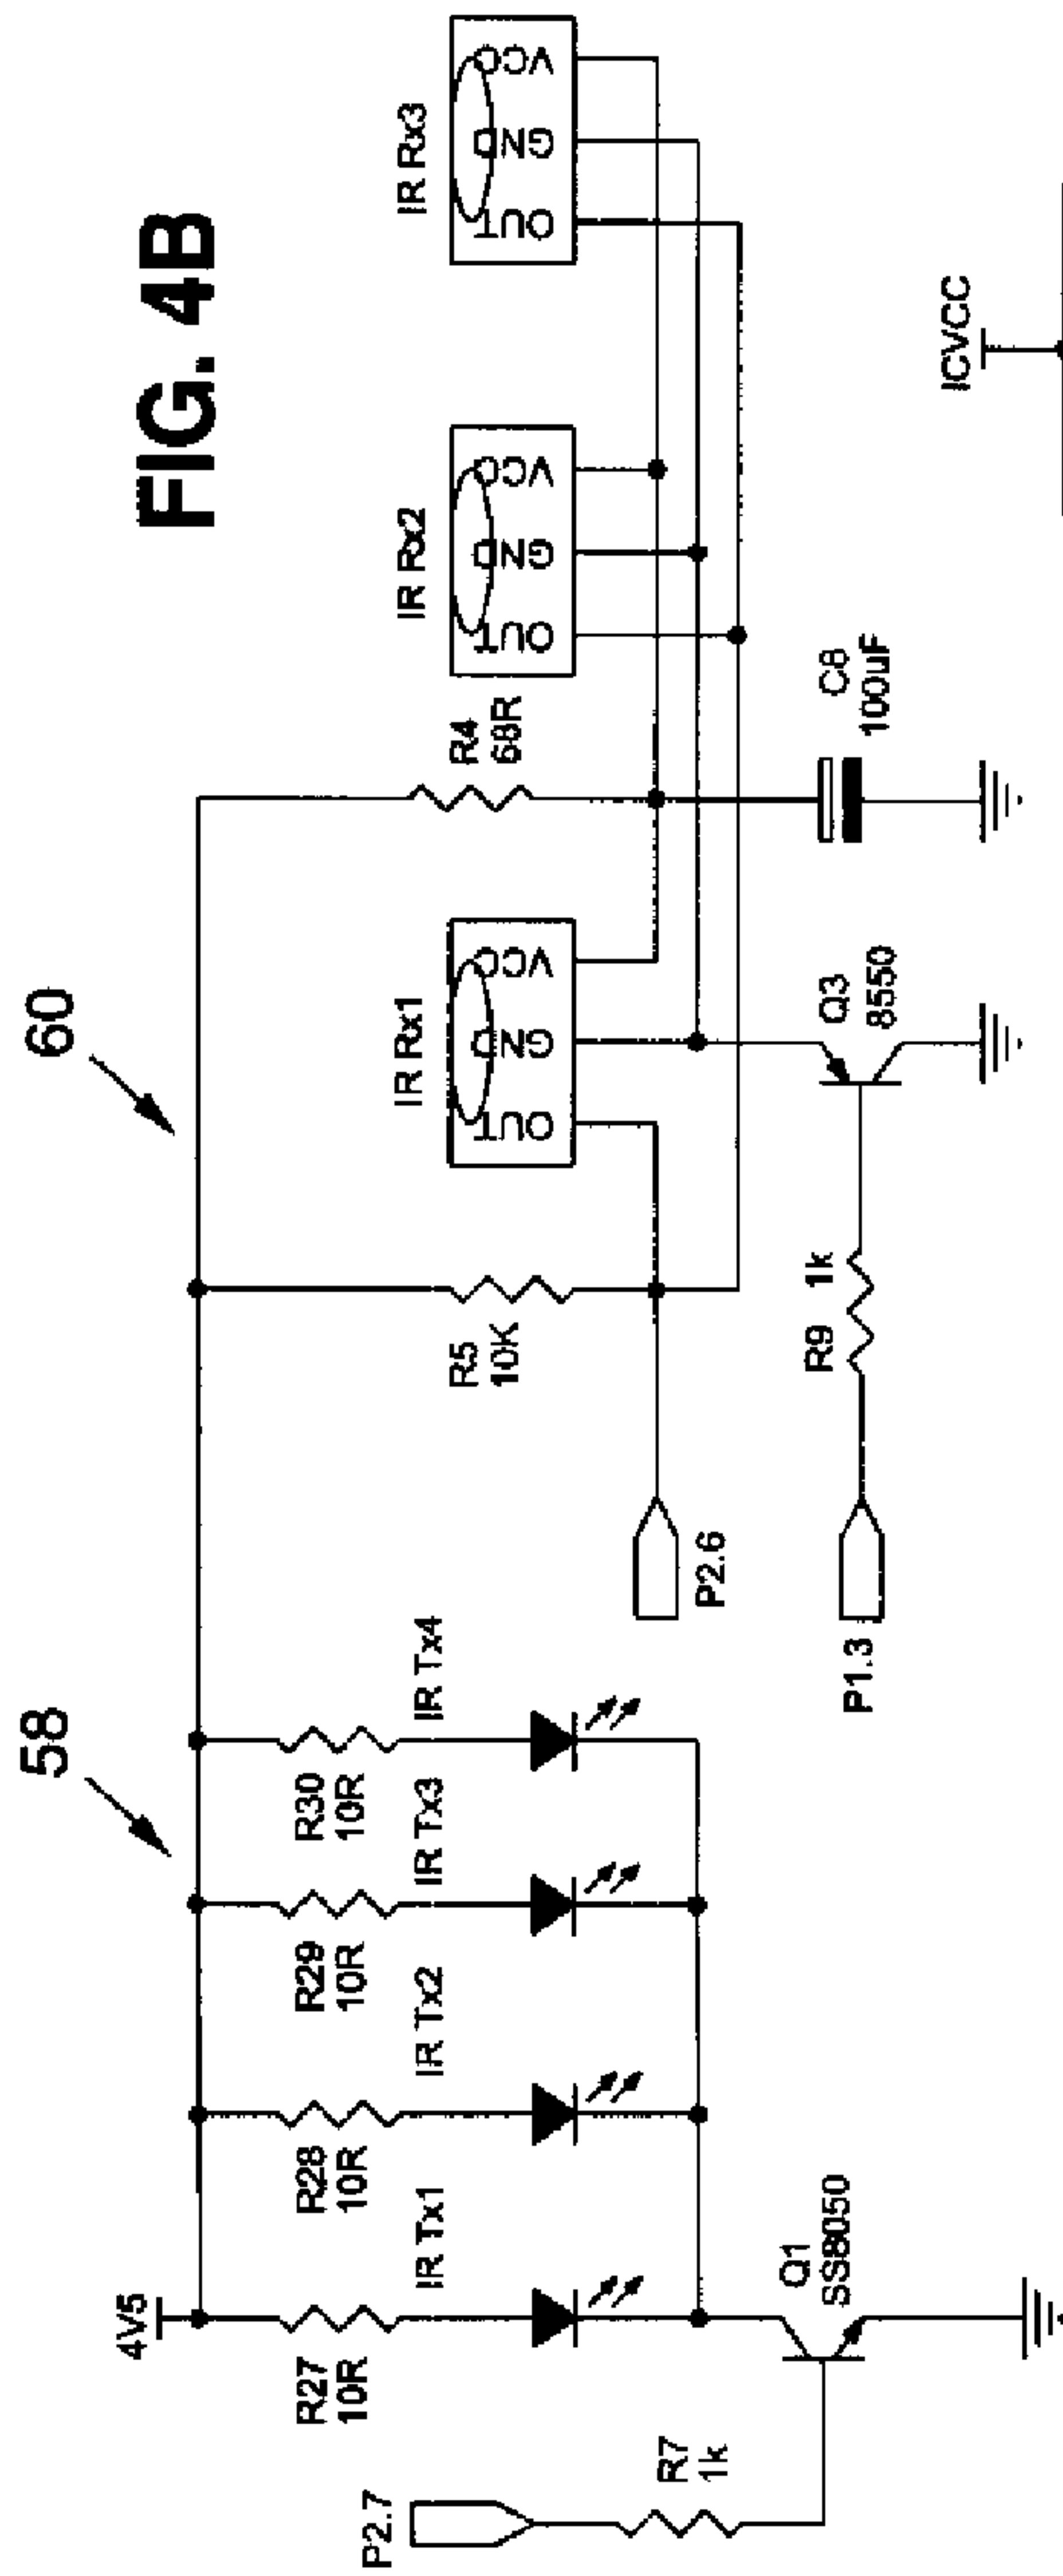 FIG. 4B
58
60
4V5
R27
10R
R28
10R
R29
10R
R30
10R
IR Tx1
IR Tx2
IR Tx3
IR Tx4
P2.7
R7
1k
Q1
SS8050
R5
10K
R4
68R
IR Rx1
OUT
GND
VCC
IR Rx2
OUT
GND
VCC
IR Rx3
OUT
GND
VCC
P2.6
P1.3
R9 1k
Q3
8550
C8
100uF
ICVCC